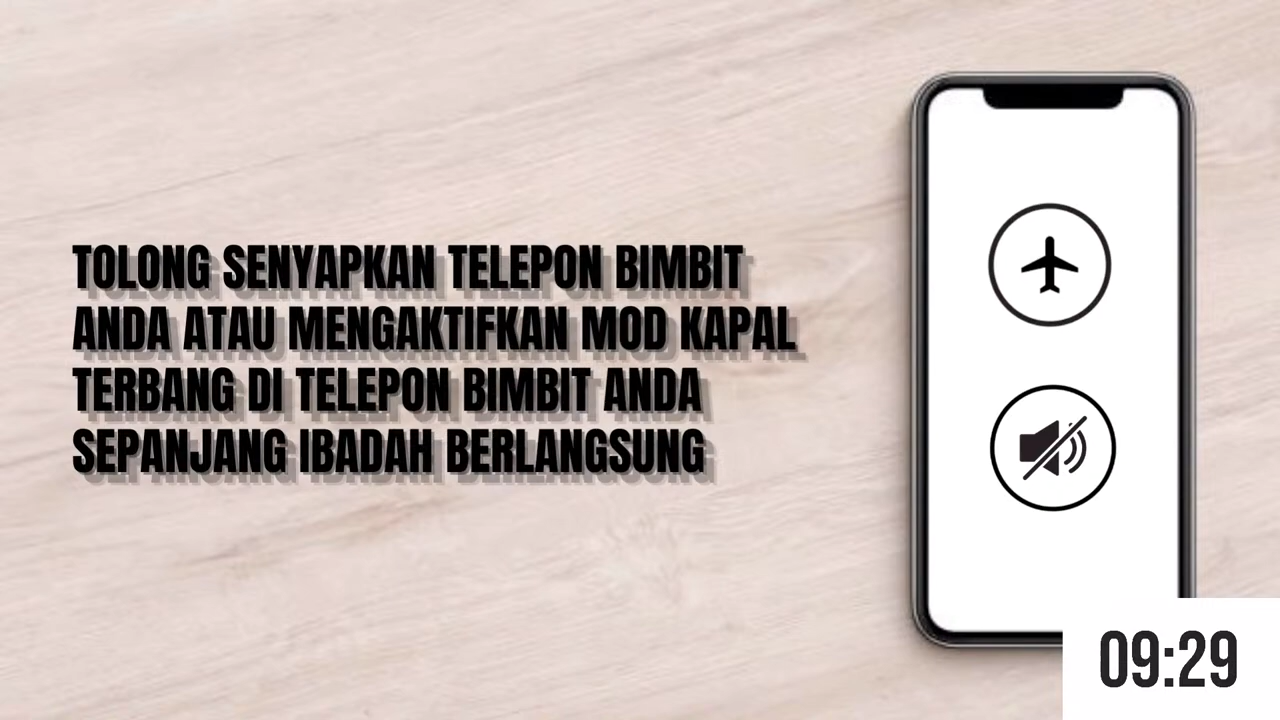 TOLONG SENYAPKAN TELEPON BIMBIT
ANDA ATAU MENGAKTIFKAN MOD KAPAL
TERBANG DI TELEPON BIMBIT ANDA
SEPANJANG IBADAH BERLANGSUNG
09:29